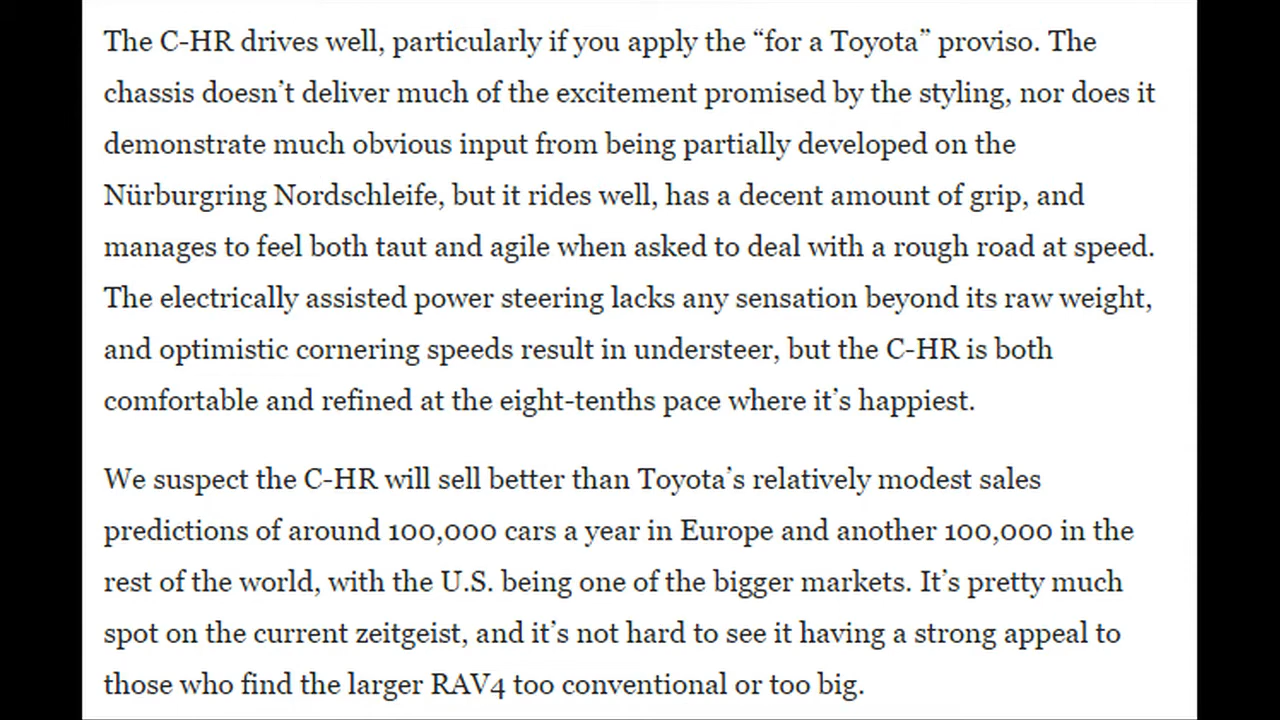 The C-HR drives well, particularly if you apply the “for a Toyota” proviso. The
chassis doesn’t deliver much of the excitement promised by the styling, nor does it
demonstrate much obvious input from being partially developed on the
Nürburgring Nordschleife, but it rides well, has a decent amount of grip, and
manages to feel both taut and agile when asked to deal with a rough road at speed.
The electrically assisted power steering lacks any sensation beyond its raw weight,
and optimistic cornering speeds result in understeer, but the C-HR is both
comfortable and refined at the eight-tenths pace where it’s happiest.
We suspect the C-HR will sell better than Toyota’s relatively modest sales
predictions of around 100,000 cars a year in Europe and another 100,000 in the
rest of the world, with the U.S. being one of the bigger markets. It’s pretty much
spot on the current zeitgeist, and it’s not hard to see it having a strong appeal to
those who find the larger RAV4 too conventional or too big.